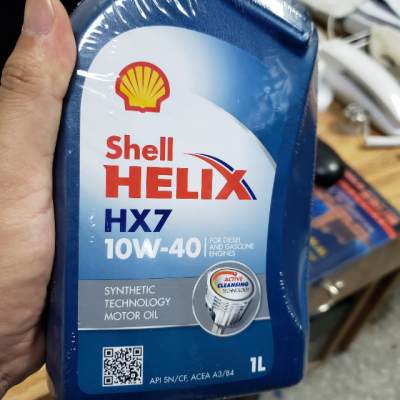 Shell
HELIX
HX7
10W-40
FOR DIESEL
AND GASOLINE
ENGINES
SYNTHETIC
TECHNOLOGY
MOTOR OIL
ACTIVE
CLEANSING
TECHNOLOGY
API SN/CF, ACEA A3/B4
1L